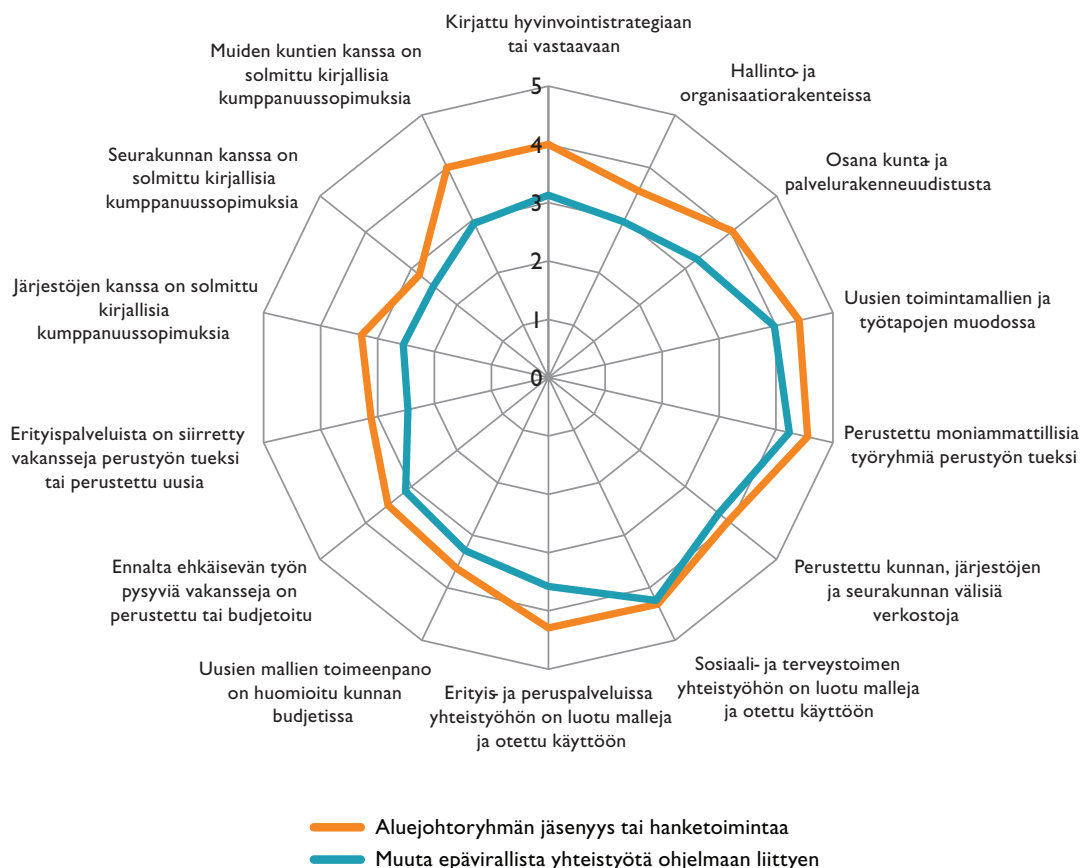 Kirjattu hyvinvointistrategiaan
tai vastaavaan
Hallinto- ja
organisaatiorakenteissa
Osana kunta- ja
palvelurakenneuudistusta
Uusien toimintamallien ja
työtapojen muodossa
Perustettu moniammattillisia
työryhmiä perustyön tueksi
Perustettu kunnan, järjestöjen
ja seurakunnan välisiä
verkostoja
Sosiaali- ja terveystoimen
yhteistyöhön on luotu malleja
ja otettu käyttöön
Erityis- ja peruspalveluissa
yhteistyöhön on luotu malleja
ja otettu käyttöön
Uusien mallien toimeenpano
on huomioitu kunnan
budjetissa
Ennalta ehkäisevän työn
pysyviä vakansseja on
perustettu tai budjetoitu
Erityispalveluista on siirretty
vakansseja perustyön tueksi
tai perustettu uusia
Järjestöjen kanssa on solmittu
kirjallisia
kumppanuussopimuksia
Seurakunnan kanssa on
solmittu kirjallisia
kumppanuussopimuksia
Muiden kuntien kanssa on
solmittu kirjallisia
kumppanuussopimuksia
5
4
3
2
1
0
Aluejohtoryhmän jäsenyys tai hanketoimintaa
Muuta epävirallista yhteistyötä ohjelmaan liittyen